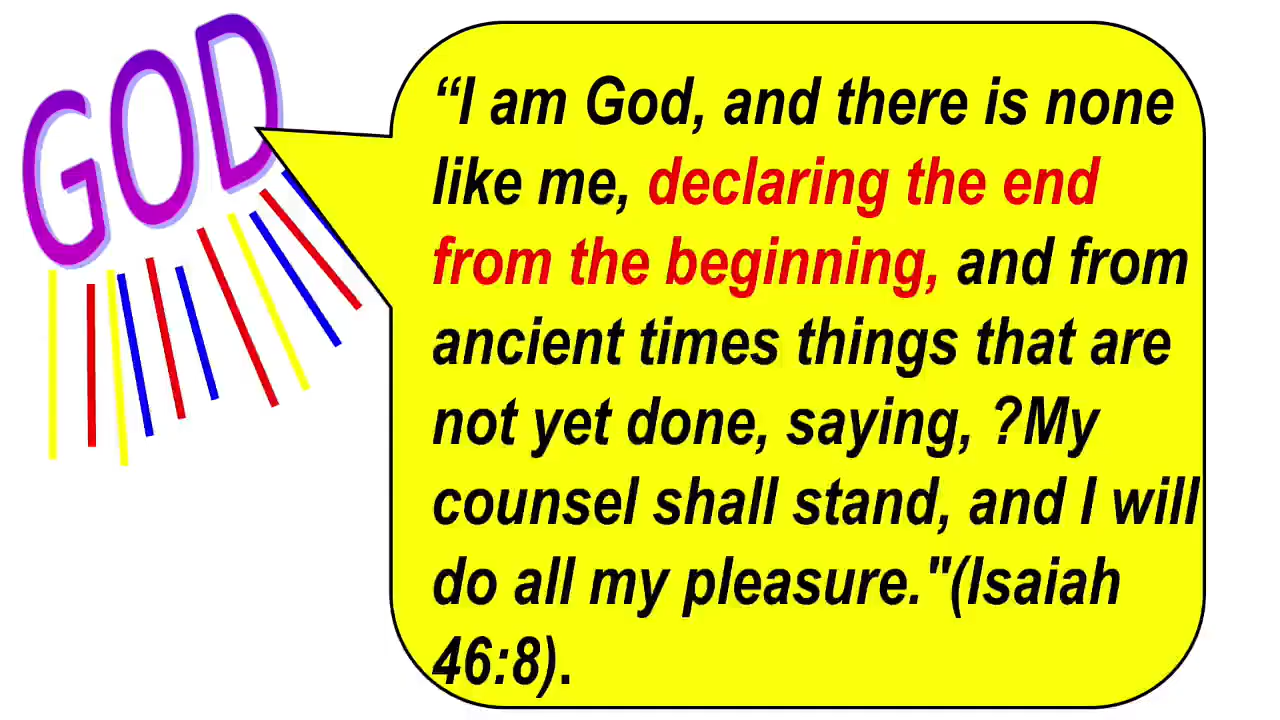 GOD
“I am God, and there is none
like me, declaring the end
from the beginning, and from
ancient times things that are
not yet done, saying, ?My
counsel shall stand, and I will
do all my pleasure."(Isaiah
46:8).